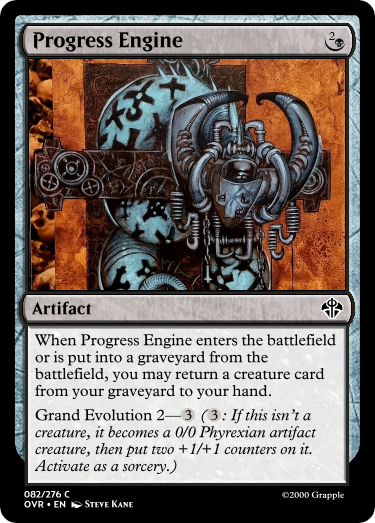 Progress Engine 2
Artifact
When Progress Engine enters the battlefield
or is put into a graveyard from the
battlefield, you may return a creature card
from your graveyard to your hand.
Grand Evolution 2—3 (3: If this isn't a
creature, it becomes a 0/0 Phyrexian artifact
creature, then put two +1/+1 counters on it.
Activate as a sorcery.)
082/276 C
OVR • EN Steve Kane ©2000 Grapple